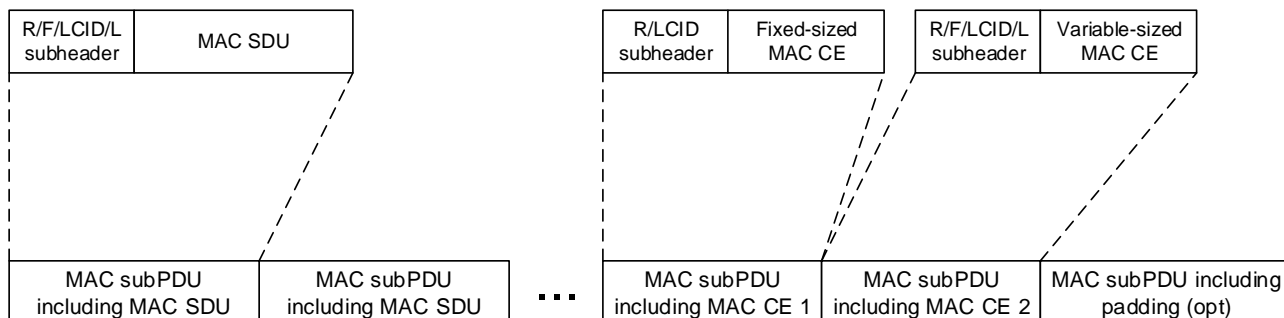 R/F/LCID/L
subheader
MAC SDU
R/LCID
subheader
Fixed-sized
MAC CE
R/F/LCID/L
subheader
Variable-sized
MAC CE
MAC subPDU
including MAC SDU
MAC subPDU
including MAC SDU
...
MAC subPDU
including MAC CE 1
MAC subPDU
including MAC CE 2
MAC subPDU including
padding (opt)